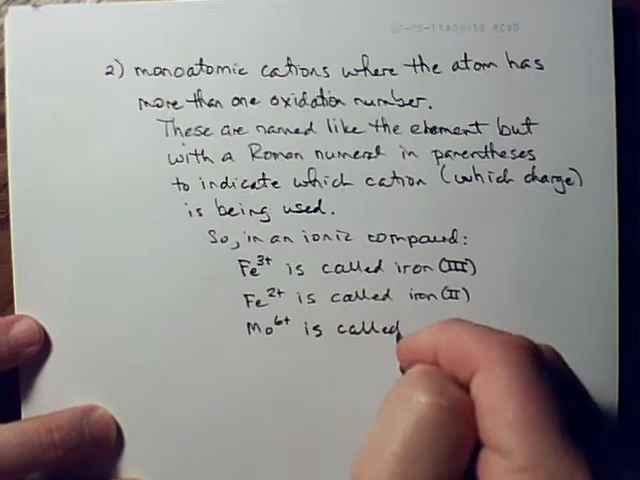 2) monoatomic cations where the atom has
more than one oxidation number.
These are named like the element but
with a Roman numeral in parentheses
to indicate which cation (which charge)
is being used.
So, in an ionic compound:
Fe³⁺ is called iron (III)
Fe²⁺ is called iron (II)
Mo⁶⁺ is called